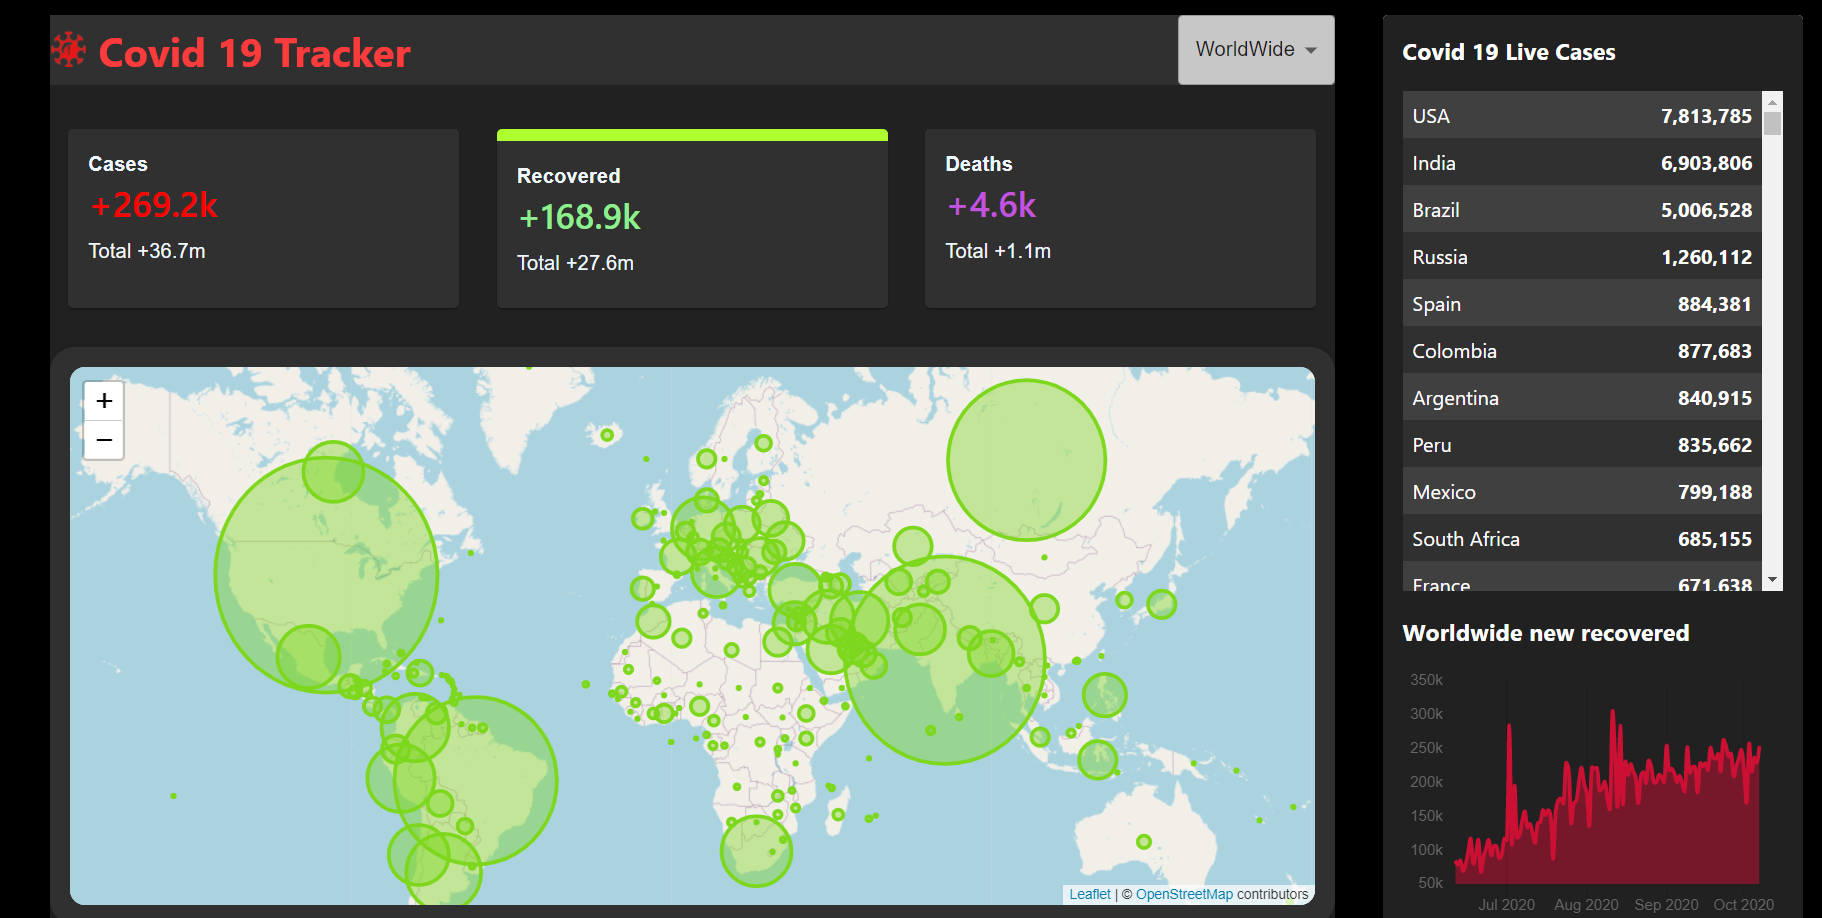 Covid 19 Tracker
WorldWide
Cases
+269.2k
Total +36.7m
Recovered
+168.9k
Total +27.6m
Deaths
+4.6k
Total +1.1m
+
−
Leaflet | © OpenStreetMap contributors
Covid 19 Live Cases
USA 7,813,785
India 6,903,806
Brazil 5,006,528
Russia 1,260,112
Spain 884,381
Colombia 877,683
Argentina 840,915
Peru 835,662
Mexico 799,188
South Africa 685,155
France 671,638
Worldwide new recovered
350k
300k
250k
200k
150k
100k
50k
Jul 2020 Aug 2020 Sep 2020 Oct 2020